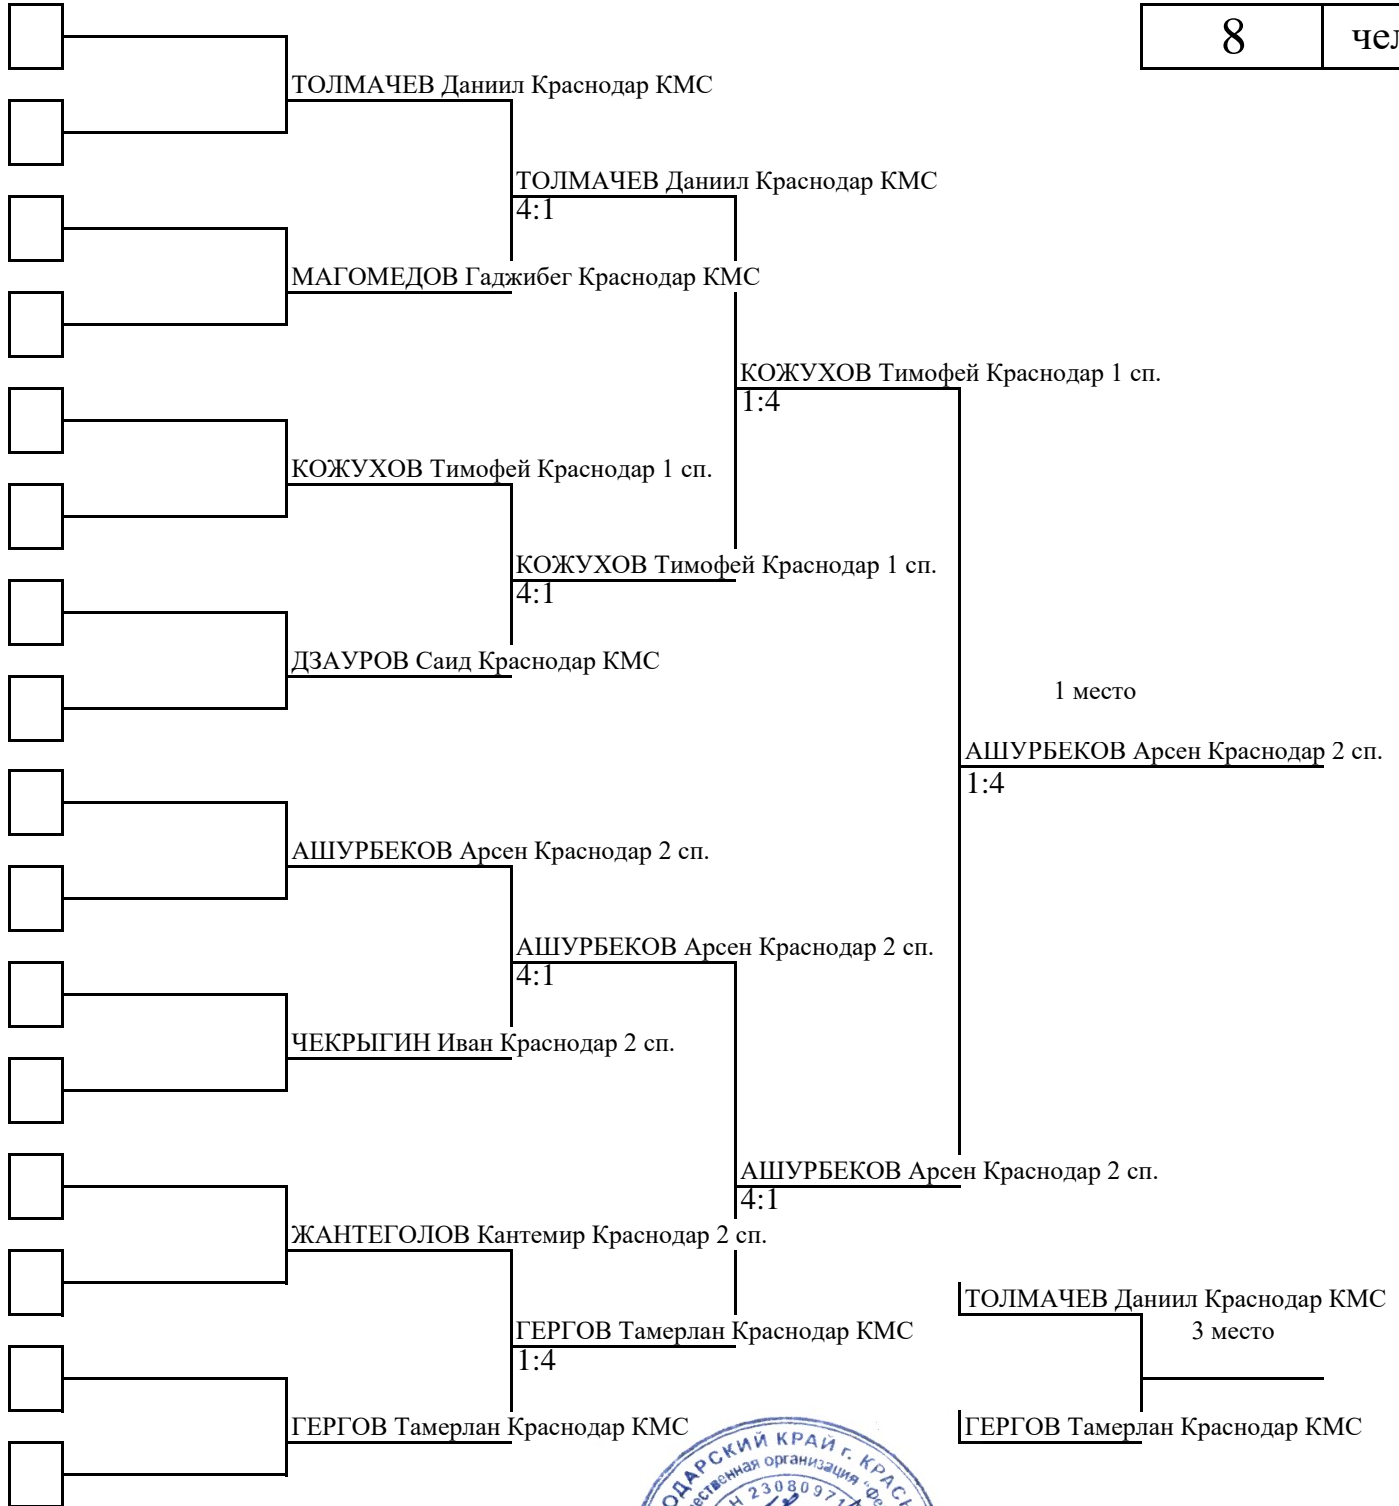 8
ТОЛМАЧЕВ Даниил Краснодар КМС
ТОЛМАЧЕВ Даниил Краснодар КМС
4:1
МАГОМЕДОВ Гаджибег Краснодар КМС
КОЖУХОВ Тимофей Краснодар 1 сп.
1:4
КОЖУХОВ Тимофей Краснодар 1 сп.
КОЖУХОВ Тимофей Краснодар 1 сп.
4:1
ДЗАУРОВ Саид Краснодар КМС
1 место
АШУРБЕКОВ Арсен Краснодар 2 сп.
1:4
АШУРБЕКОВ Арсен Краснодар 2 сп.
АШУРБЕКОВ Арсен Краснодар 2 сп.
4:1
ЧЕКРЫГИН Иван Краснодар 2 сп.
АШУРБЕКОВ Арсен Краснодар 2 сп.
4:1
ЖАНТЕГОЛОВ Кантемир Краснодар 2 сп.
ТОЛМАЧЕВ Даниил Краснодар КМС
3 место
ГЕРГОВ Тамерлан Краснодар КМС
1:4
ГЕРГОВ Тамерлан Краснодар КМС
ГЕРГОВ Тамерлан Краснодар КМС
КРАЙ г.
организация